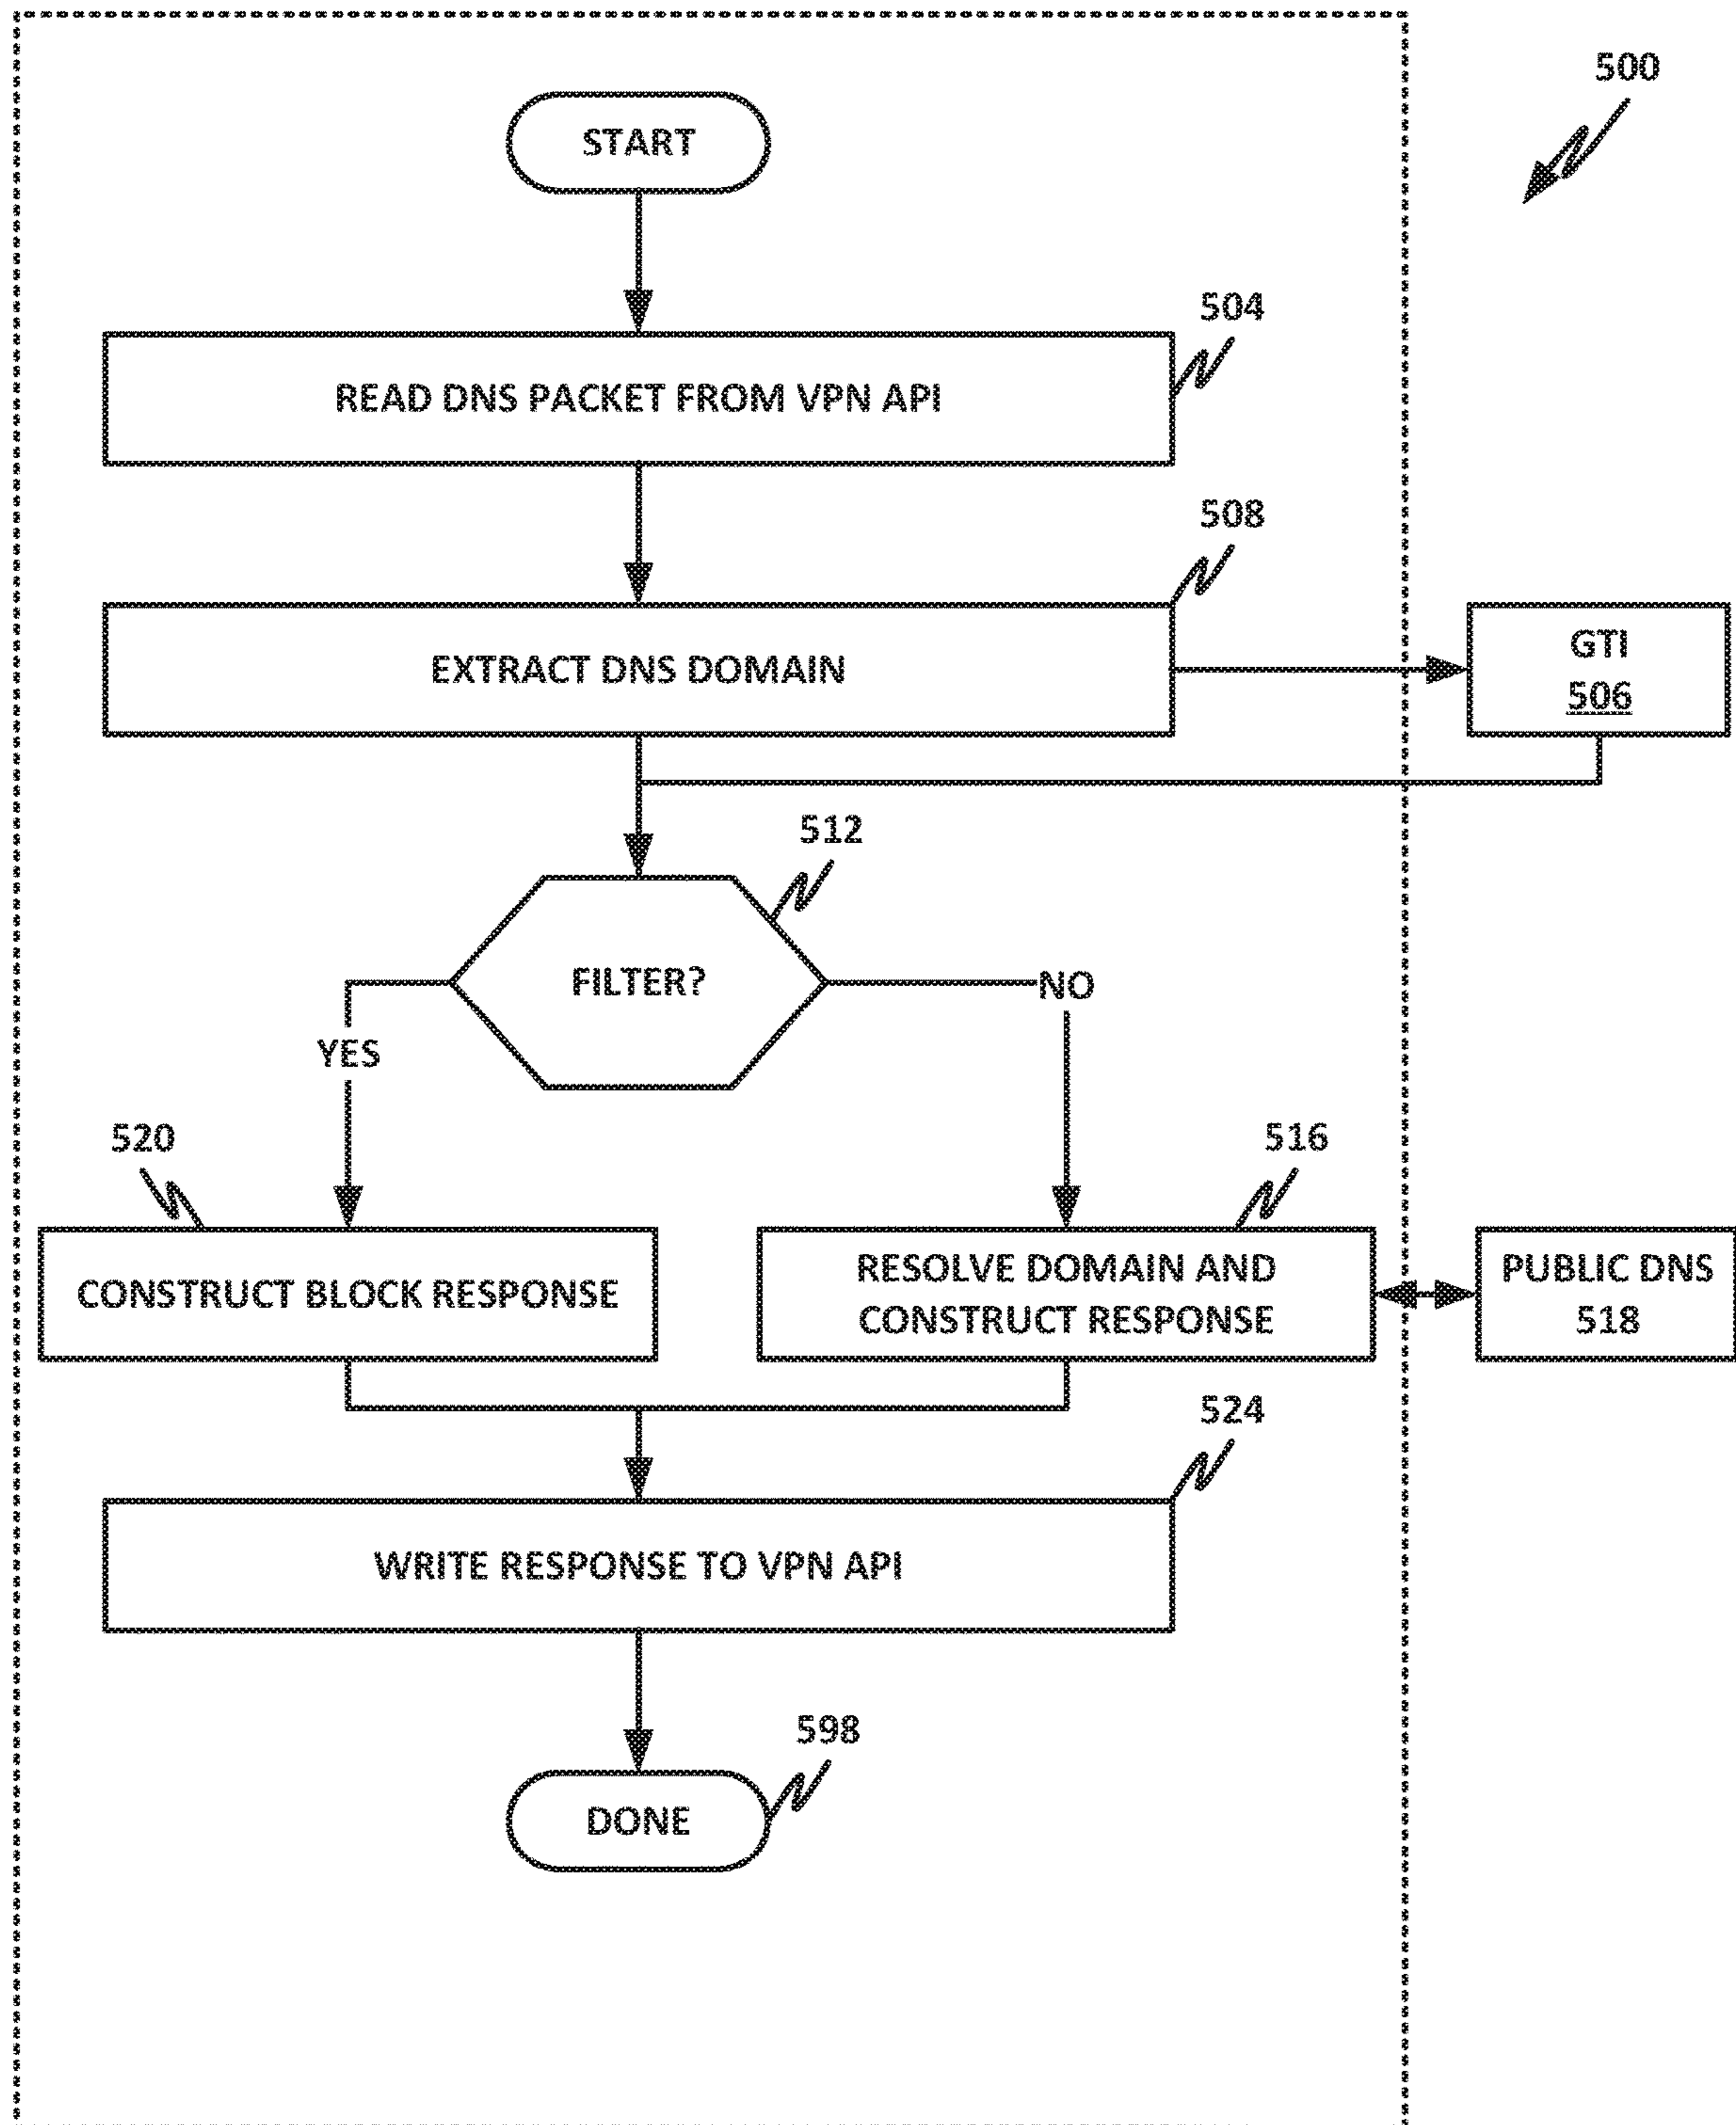 500
START
504
READ DNS PACKET FROM VPN API
508
EXTRACT DNS DOMAIN
GTI
506
512
FILTER?
NO
YES
520
516
CONSTRUCT BLOCK RESPONSE
RESOLVE DOMAIN AND
CONSTRUCT RESPONSE
PUBLIC DNS
518
524
WRITE RESPONSE TO VPN API
598
DONE